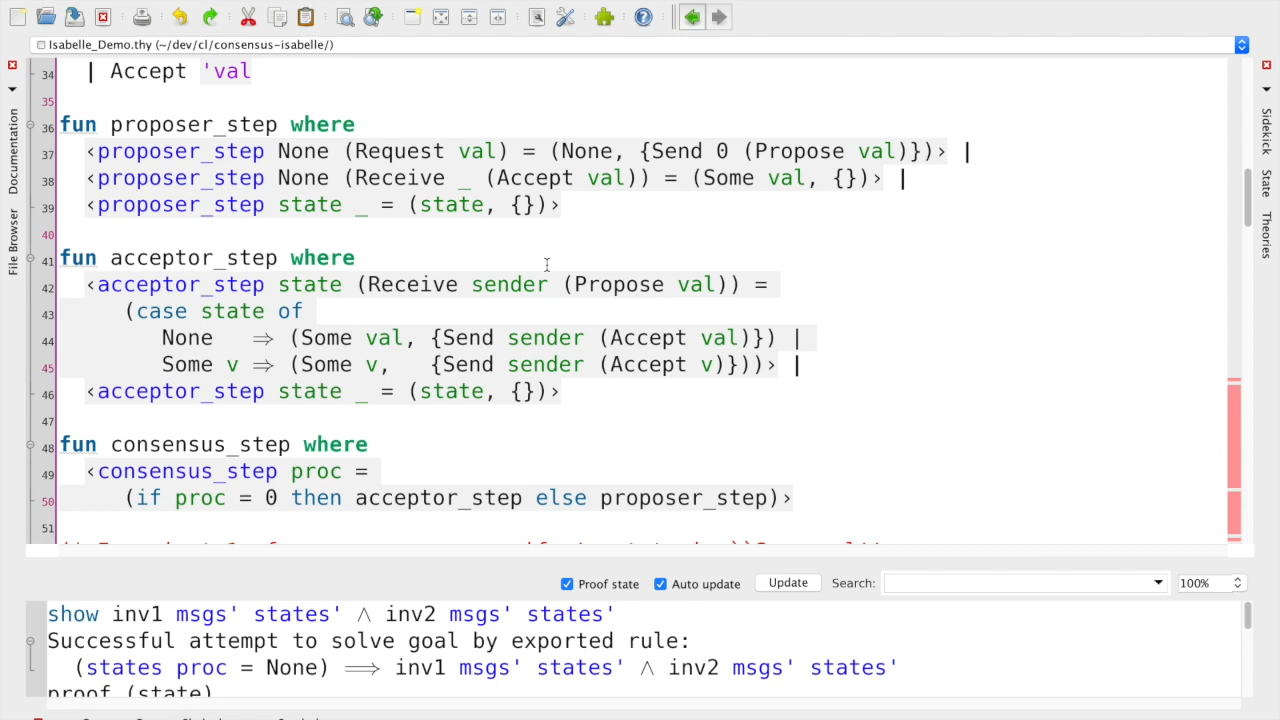 Isabelle_Demo.thy (~/dev/cl/consensus-isabelle/)
Documentation
File Browser
Sidekick
State
Theories
34 | Accept 'val
35
36 fun proposer_step where
37 ‹proposer_step None (Request val) = (None, {Send 0 (Propose val)})› |
38 ‹proposer_step None (Receive _ (Accept val)) = (Some val, {})› |
39 ‹proposer_step state _ = (state, {})›
40
41 fun acceptor_step where
42 ‹acceptor_step state (Receive sender (Propose val)) =
43 (case state of
44 None ⇒ (Some val, {Send sender (Accept val)}) |
45 Some v ⇒ (Some v, {Send sender (Accept v)}))› |
46 ‹acceptor_step state _ = (state, {})›
47
48 fun consensus_step where
49 ‹consensus_step proc =
50 (if proc = 0 then acceptor_step else proposer_step)›
51
Proof state Auto update Update Search: 100%
show inv1 msgs' states' ∧ inv2 msgs' states'
Successful attempt to solve goal by exported rule:
(states proc = None) ⟹ inv1 msgs' states' ∧ inv2 msgs' states'
proof (state)